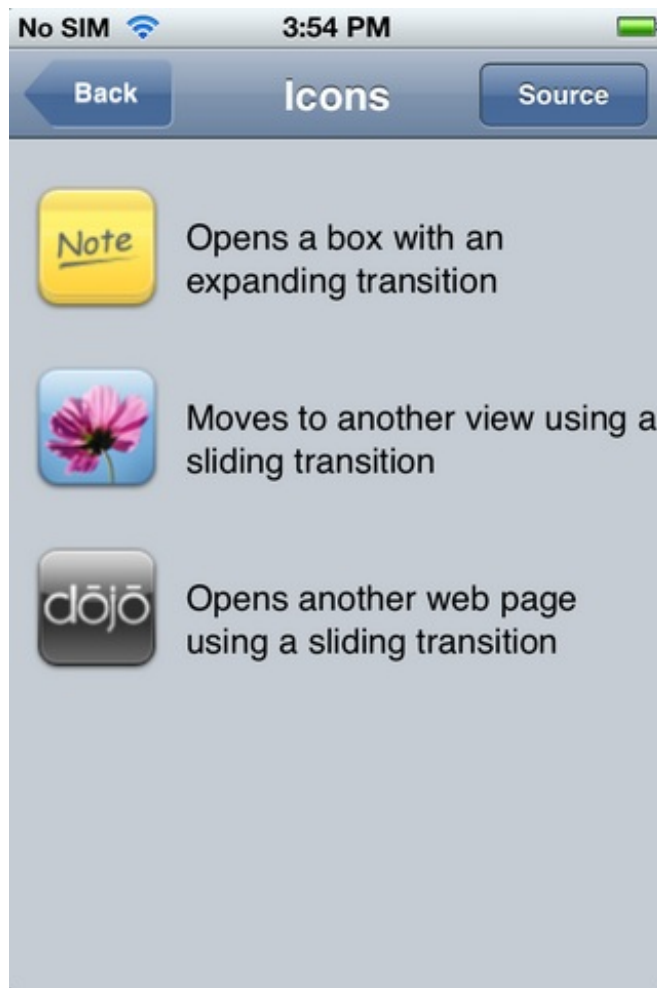 No SIM 3:54 PM
Back Icons Source
Note
Opens a box with an
expanding transition
Moves to another view using a
sliding transition
dōjō
Opens another web page
using a sliding transition